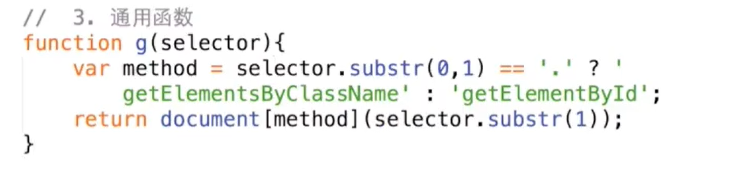 // 3. 通用函数
function g(selector){
    var method = selector.substr(0,1) == '.' ? '
        getElementsByClassName' : 'getElementById';
    return document[method](selector.substr(1));
}